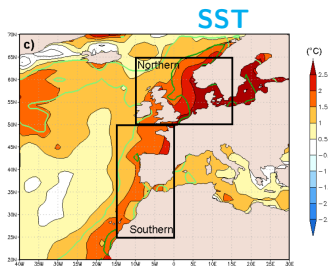 SST
c)
Northern
Southern
(°C)
2.5
2
1.5
1
0.5
0
-0.5
-1
-1.5
-2
70N
65N
60N
55N
50N
45N
40N
35N
30N
25N
20N
40W
35W
30W
25W
20W
15W
10W
5W
0
5E
10E
15E
20E
25E
30E